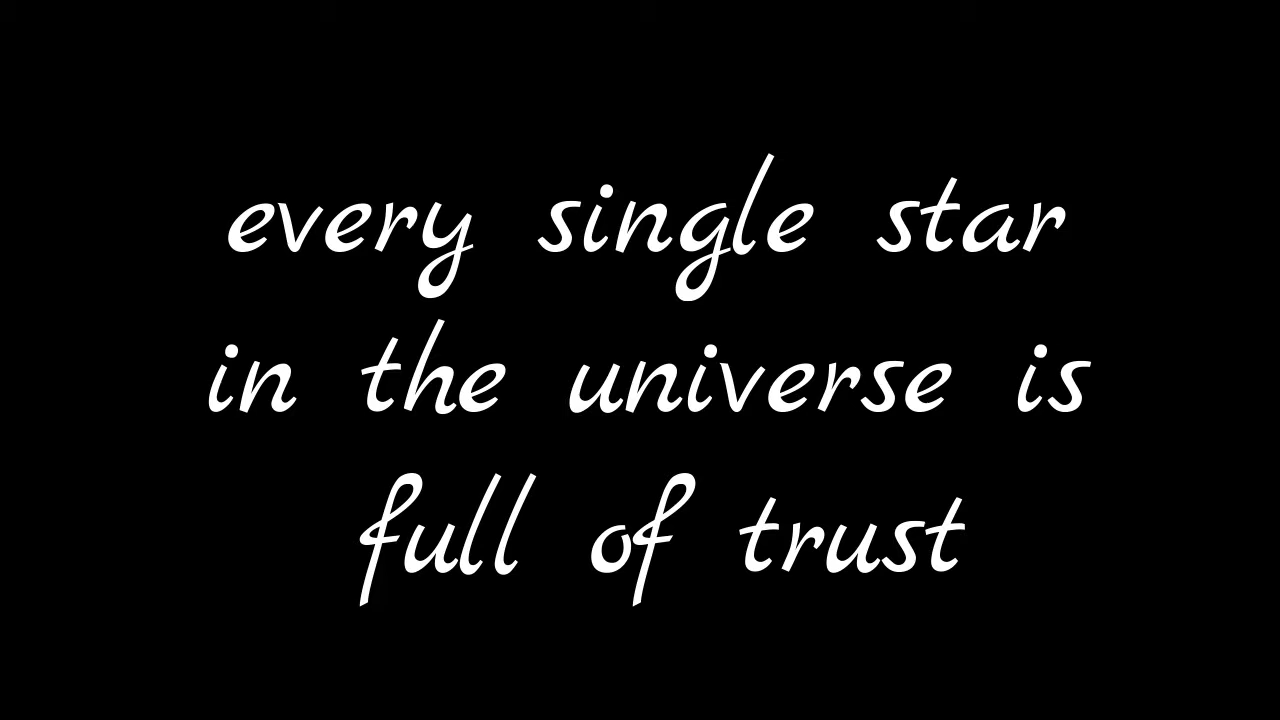 every single star
in the universe is
full of trust